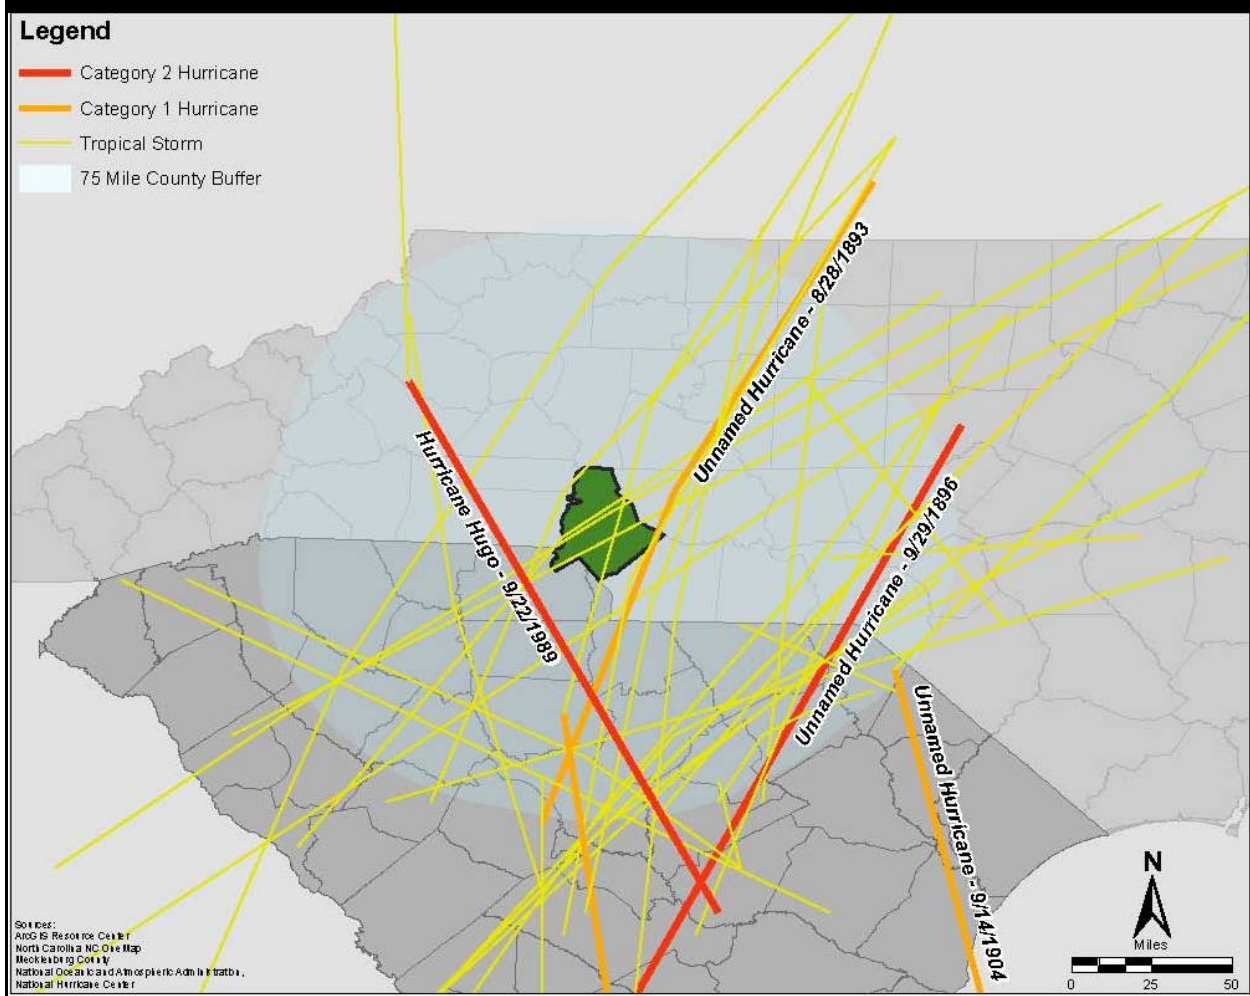 Legend
Category 2 Hurricane
Category 1 Hurricane
Tropical Storm
75 Mile County Buffer
Unnamed Hurricane - 8/28/1893
Hurricane Hugo - 9/22/1989
Unnamed Hurricane - 9/29/1896
Unnamed Hurricane - 9/14/1904
N
Miles
0 25 50
Sources:
ArcGIS Resource Center
North Carolina NC One Map
Mecklenburg County
National Oceanic and Atmospheric Administration,
National Hurricane Center